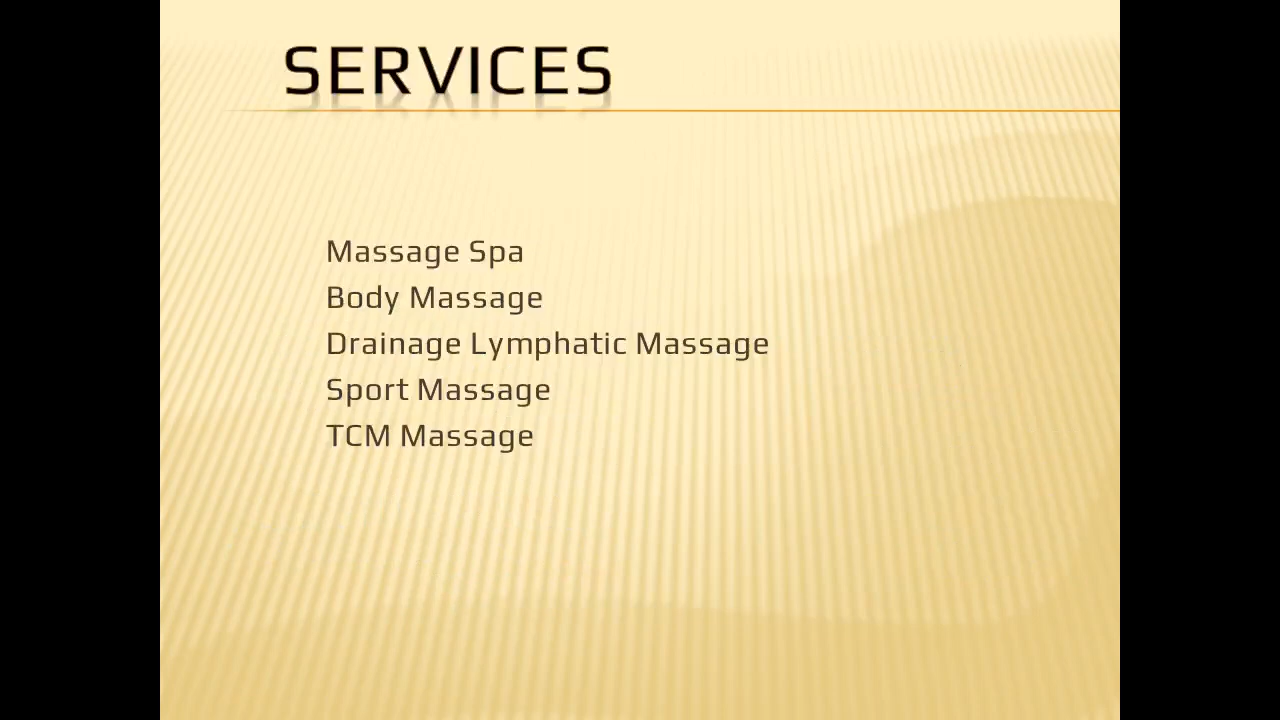 SERVICES
Massage Spa
Body Massage
Drainage Lymphatic Massage
Sport Massage
TCM Massage